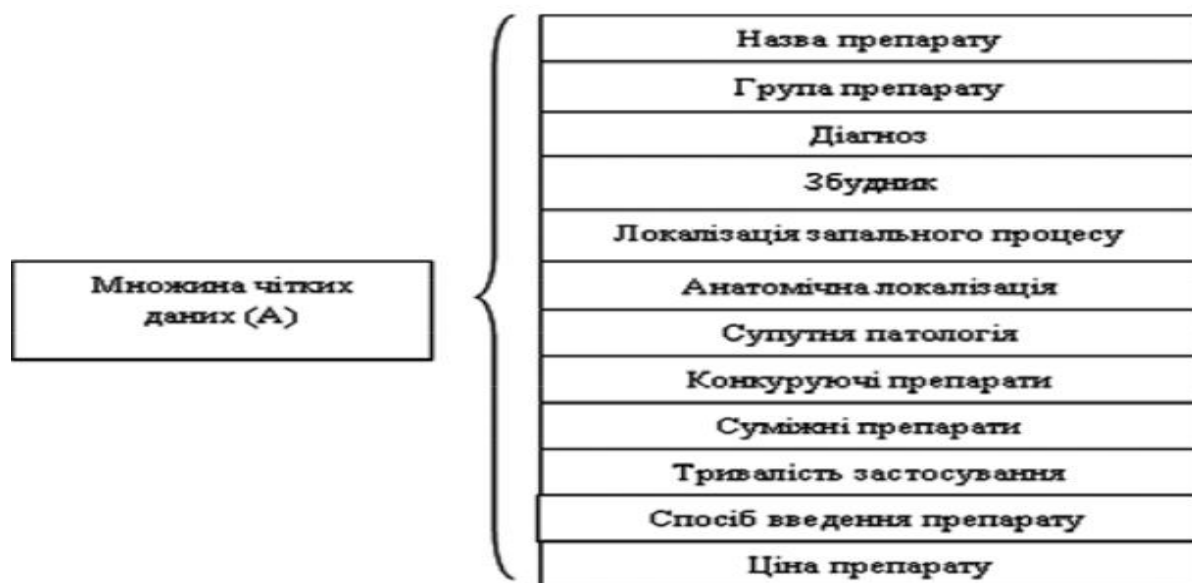 Назва препарату
Група препарату
Діагноз
Збудник
Локалізація запального процесу
Множина чітких
даних (А)
Анатомічна локалізація
Супутня патологія
Конкуруючі препарати
Суміжні препарати
Тривалість застосування
Спосіб введення препарату
Ціна препарату